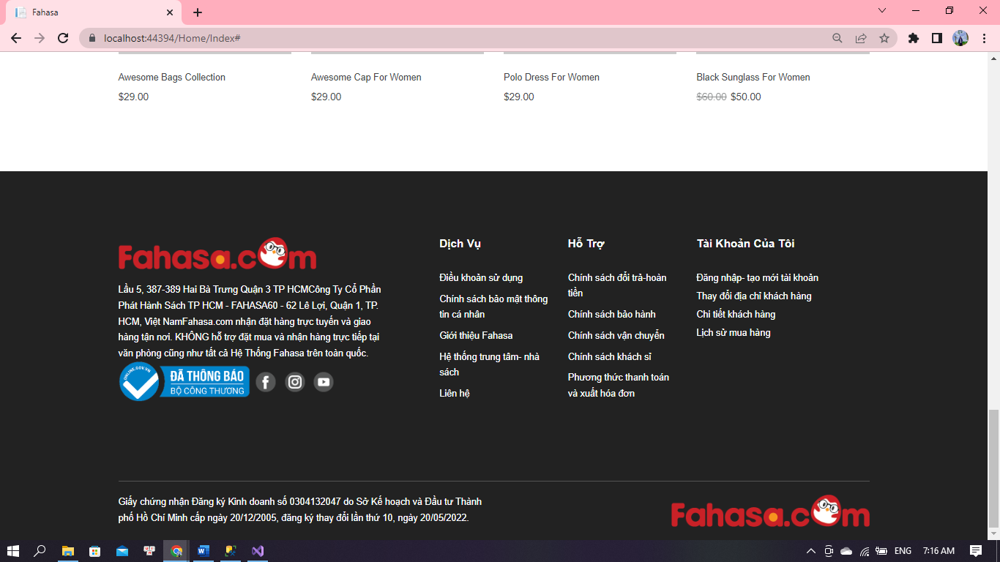 Fahasa
localhost:44394/Home/Index#
Awesome Bags Collection
$29.00
Awesome Cap For Women
$29.00
Polo Dress For Women
$29.00
Black Sunglass For Women
$60.00 $50.00
Fahasa.com
Lầu 5, 387-389 Hai Bà Trưng Quận 3 TP HCMCông Ty Cổ Phần
Phát Hành Sách TP HCM - FAHASA60 - 62 Lê Lợi, Quận 1, TP.
HCM, Việt NamFahasa.com nhận đặt hàng trực tuyến và giao
hàng tận nơi. KHÔNG hỗ trợ đặt mua và nhận hàng trực tiếp tại
văn phòng cũng như tất cả Hệ Thống Fahasa trên toàn quốc.
ONLINE.GOV.VN
ĐÃ THÔNG BÁO
BỘ CÔNG THƯƠNG
Dịch Vụ
Điều khoản sử dụng
Chính sách bảo mật thông
tin cá nhân
Giới thiệu Fahasa
Hệ thống trung tâm- nhà
sách
Liên hệ
Hỗ Trợ
Chính sách đổi trả-hoàn
tiền
Chính sách bảo hành
Chính sách vận chuyển
Chính sách khách sỉ
Phương thức thanh toán
và xuất hóa đơn
Tài Khoản Của Tôi
Đăng nhập- tạo mới tài khoản
Thay đổi địa chỉ khách hàng
Chi tiết khách hàng
Lịch sử mua hàng
Giấy chứng nhận Đăng ký Kinh doanh số 0304132047 do Sở Kế hoạch và Đầu tư Thành
phố Hồ Chí Minh cấp ngày 20/12/2005, đăng ký thay đổi lần thứ 10, ngày 20/05/2022.
Fahasa.com
ENG
7:16 AM